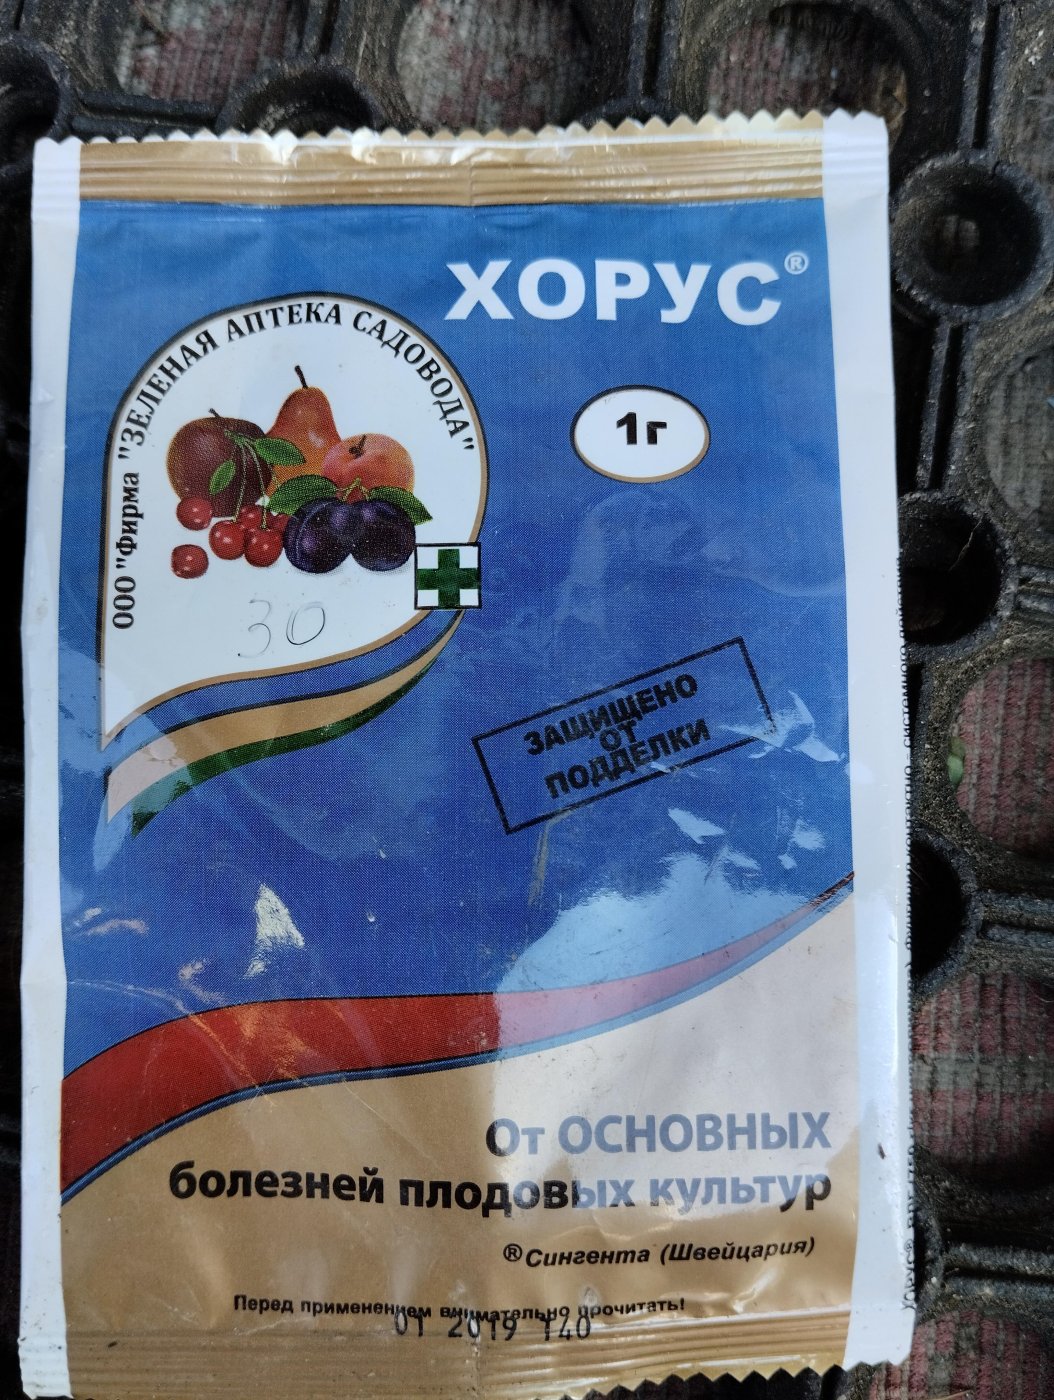 ХОРУС®
ООО "Фирма "ЗЕЛЕНАЯ АПТЕКА САДОВОДА"
1г
30
ЗАЩИЩЕНО
ОТ
ПОДДЕЛКИ
От ОСНОВНЫХ
болезней плодовых культур
®Сингента (Швейцария)
Перед применением внимательно прочитать!
01 2019 140